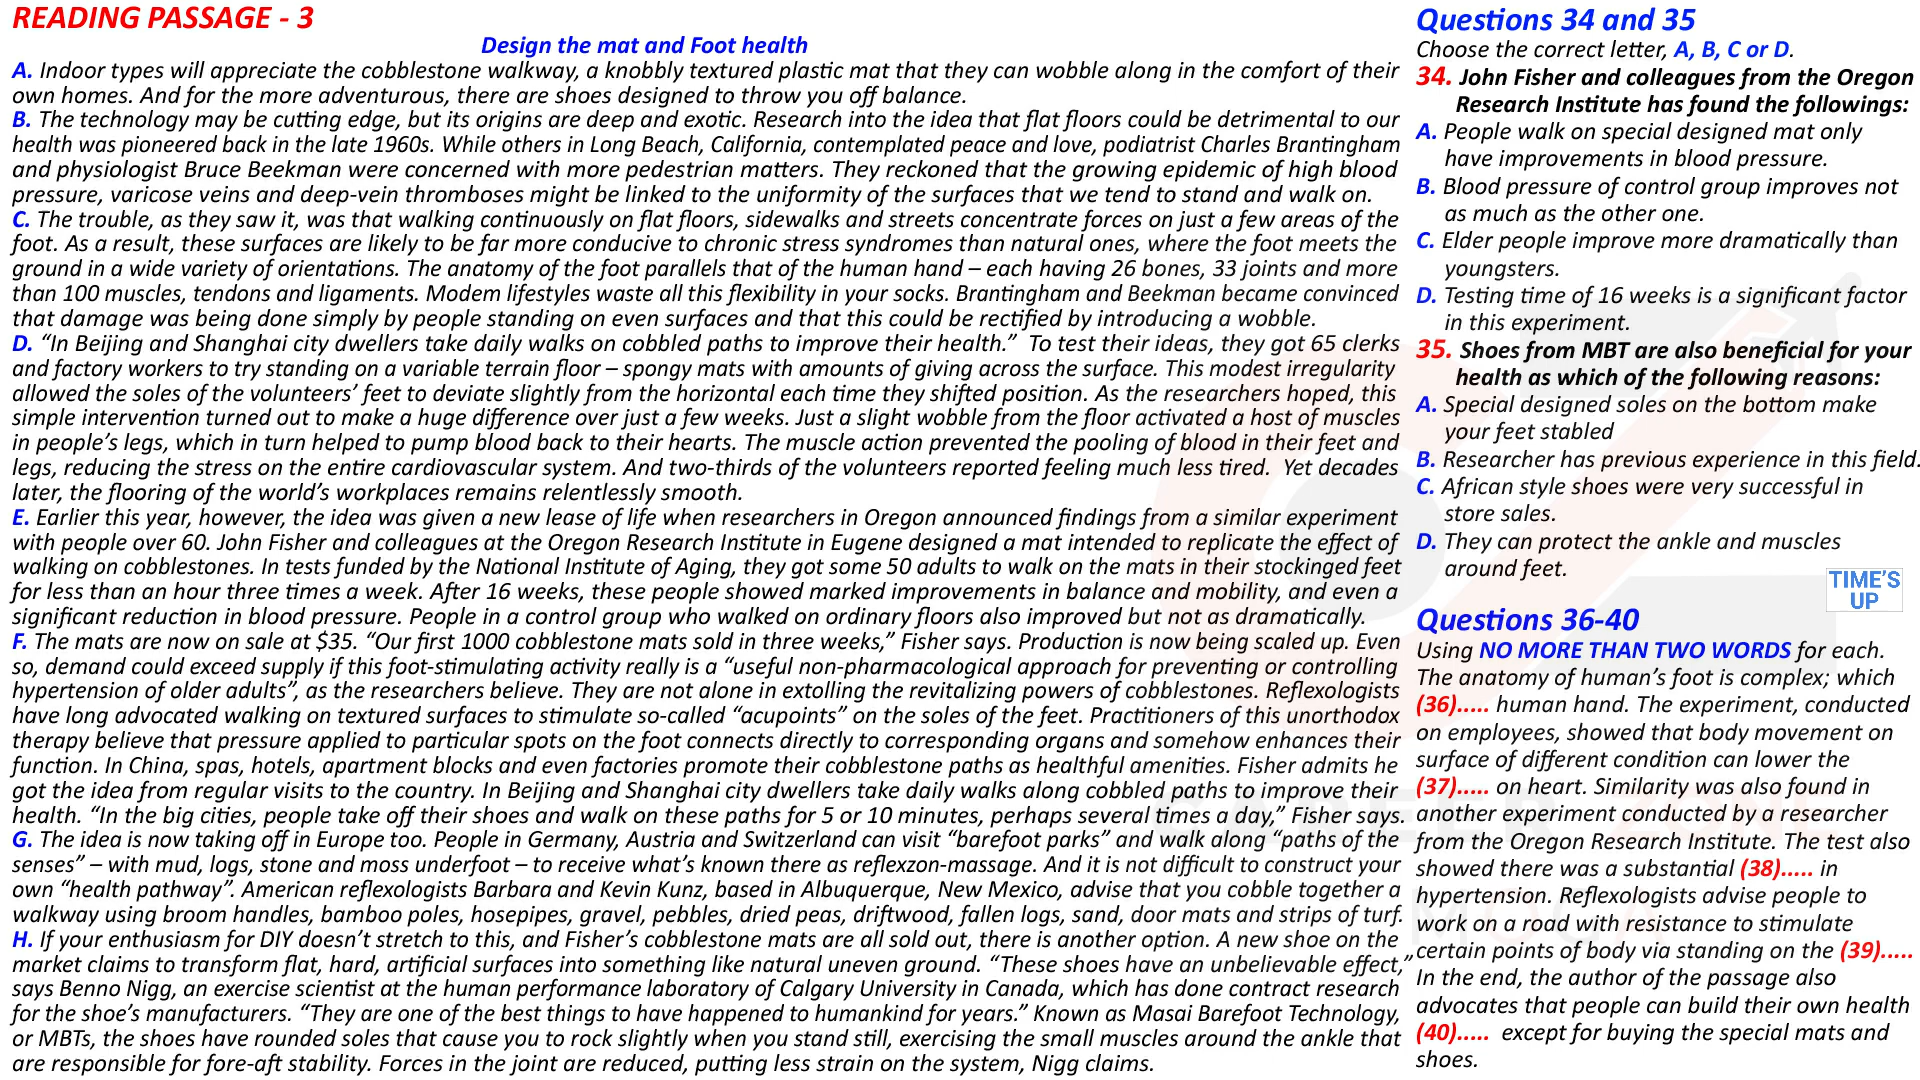 READING PASSAGE - 3
Design the mat and Foot health
A. Indoor types will appreciate the cobblestone walkway, a knobbly textured plastic mat that they can wobble along in the comfort of their
own homes. And for the more adventurous, there are shoes designed to throw you off balance.
B. The technology may be cutting edge, but its origins are deep and exotic. Research into the idea that flat floors could be detrimental to our
health was pioneered back in the late 1960s. While others in Long Beach, California, contemplated peace and love, podiatrist Charles Brantingham
and physiologist Bruce Beekman were concerned with more pedestrian matters. They reckoned that the growing epidemic of high blood
pressure, varicose veins and deep-vein thromboses might be linked to the uniformity of the surfaces that we tend to stand and walk on.
C. The trouble, as they saw it, was that walking continuously on flat floors, sidewalks and streets concentrate forces on just a few areas of the
foot. As a result, these surfaces are likely to be far more conducive to chronic stress syndromes than natural ones, where the foot meets the
ground in a wide variety of orientations. The anatomy of the foot parallels that of the human hand – each having 26 bones, 33 joints and more
than 100 muscles, tendons and ligaments. Modem lifestyles waste all this flexibility in your socks. Brantingham and Beekman became convinced
that damage was being done simply by people standing on even surfaces and that this could be rectified by introducing a wobble.
D. “In Beijing and Shanghai city dwellers take daily walks on cobbled paths to improve their health.” To test their ideas, they got 65 clerks
and factory workers to try standing on a variable terrain floor – spongy mats with amounts of giving across the surface. This modest irregularity
allowed the soles of the volunteers’ feet to deviate slightly from the horizontal each time they shifted position. As the researchers hoped, this
simple intervention turned out to make a huge difference over just a few weeks. Just a slight wobble from the floor activated a host of muscles
in people’s legs, which in turn helped to pump blood back to their hearts. The muscle action prevented the pooling of blood in their feet and
legs, reducing the stress on the entire cardiovascular system. And two-thirds of the volunteers reported feeling much less tired. Yet decades
later, the flooring of the world’s workplaces remains relentlessly smooth.
E. Earlier this year, however, the idea was given a new lease of life when researchers in Oregon announced findings from a similar experiment
with people over 60. John Fisher and colleagues at the Oregon Research Institute in Eugene designed a mat intended to replicate the effect of
walking on cobblestones. In tests funded by the National Institute of Aging, they got some 50 adults to walk on the mats in their stockinged feet
for less than an hour three times a week. After 16 weeks, these people showed marked improvements in balance and mobility, and even a
significant reduction in blood pressure. People in a control group who walked on ordinary floors also improved but not as dramatically.
F. The mats are now on sale at $35. “Our first 1000 cobblestone mats sold in three weeks,” Fisher says. Production is now being scaled up. Even
so, demand could exceed supply if this foot-stimulating activity really is a “useful non-pharmacological approach for preventing or controlling
hypertension of older adults”, as the researchers believe. They are not alone in extolling the revitalizing powers of cobblestones. Reflexologists
have long advocated walking on textured surfaces to stimulate so-called “acupoints” on the soles of the feet. Practitioners of this unorthodox
therapy believe that pressure applied to particular spots on the foot connects directly to corresponding organs and somehow enhances their
function. In China, spas, hotels, apartment blocks and even factories promote their cobblestone paths as healthful amenities. Fisher admits he
got the idea from regular visits to the country. In Beijing and Shanghai city dwellers take daily walks along cobbled paths to improve their
health. “In the big cities, people take off their shoes and walk on these paths for 5 or 10 minutes, perhaps several times a day,” Fisher says.
G. The idea is now taking off in Europe too. People in Germany, Austria and Switzerland can visit “barefoot parks” and walk along “paths of the
senses” – with mud, logs, stone and moss underfoot – to receive what’s known there as reflexzon-massage. And it is not difficult to construct your
own “health pathway”. American reflexologists Barbara and Kevin Kunz, based in Albuquerque, New Mexico, advise that you cobble together a
walkway using broom handles, bamboo poles, hosepipes, gravel, pebbles, dried peas, driftwood, fallen logs, sand, door mats and strips of turf.
H. If your enthusiasm for DIY doesn’t stretch to this, and Fisher’s cobblestone mats are all sold out, there is another option. A new shoe on the
market claims to transform flat, hard, artificial surfaces into something like natural uneven ground. “These shoes have an unbelievable effect,”
says Benno Nigg, an exercise scientist at the human performance laboratory of Calgary University in Canada, which has done contract research
for the shoe’s manufacturers. “They are one of the best things to have happened to humankind for years.” Known as Masai Barefoot Technology,
or MBTs, the shoes have rounded soles that cause you to rock slightly when you stand still, exercising the small muscles around the ankle that
are responsible for fore-aft stability. Forces in the joint are reduced, putting less strain on the system, Nigg claims.
Questions 34 and 35
Choose the correct letter, A, B, C or D.
34. John Fisher and colleagues from the Oregon
Research Institute has found the followings:
A. People walk on special designed mat only
have improvements in blood pressure.
B. Blood pressure of control group improves not
as much as the other one.
C. Elder people improve more dramatically than
youngsters.
D. Testing time of 16 weeks is a significant factor
in this experiment.
35. Shoes from MBT are also beneficial for your
health as which of the following reasons:
A. Special designed soles on the bottom make
your feet stabled
B. Researcher has previous experience in this field.
C. African style shoes were very successful in
store sales.
D. They can protect the ankle and muscles
around feet.
TIME’S
UP
Questions 36-40
Using NO MORE THAN TWO WORDS for each.
The anatomy of human’s foot is complex; which
(36)..... human hand. The experiment, conducted
on employees, showed that body movement on
surface of different condition can lower the
(37)..... on heart. Similarity was also found in
another experiment conducted by a researcher
from the Oregon Research Institute. The test also
showed there was a substantial (38)..... in
hypertension. Reflexologists advise people to
work on a road with resistance to stimulate
certain points of body via standing on the (39).....
In the end, the author of the passage also
advocates that people can build their own health
(40)..... except for buying the special mats and
shoes.